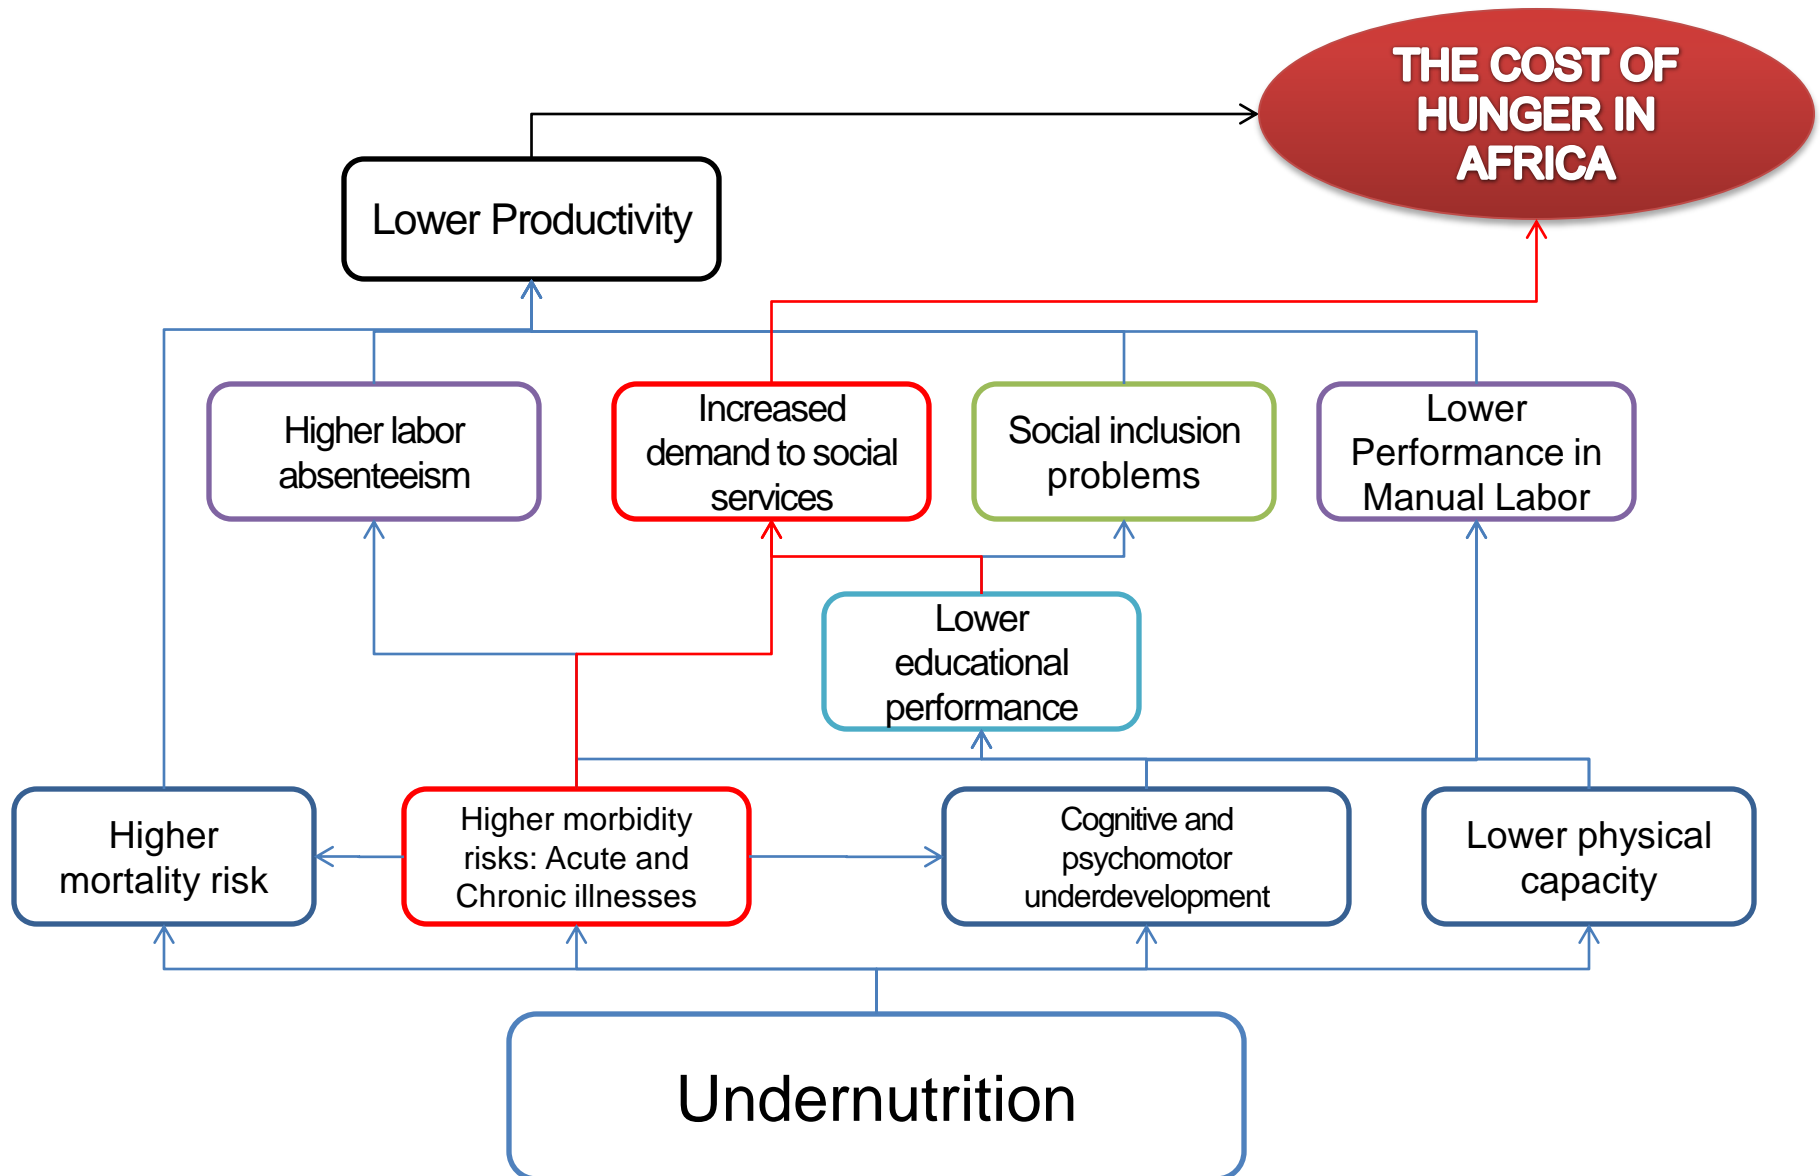 THE COST OF
HUNGER IN
AFRICA
Lower Productivity
Higher labor
absenteeism
Increased
demand to social
services
Social inclusion
problems
Lower
Performance in
Manual Labor
Lower
educational
performance
Higher
mortality risk
Higher morbidity
risks: Acute and
Chronic illnesses
Cognitive and
psychomotor
underdevelopment
Lower physical
capacity
Undernutrition